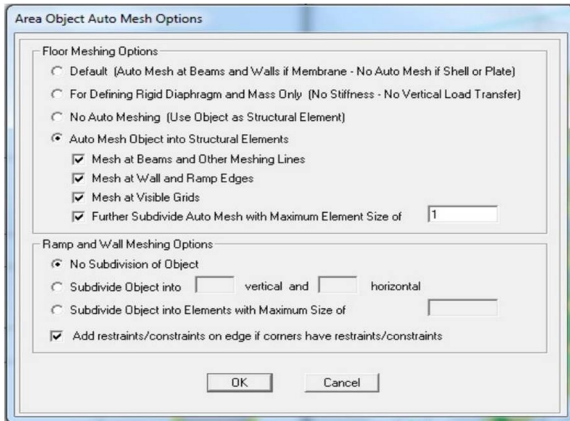 Area Object Auto Mesh Options
Floor Meshing Options
Default (Auto Mesh at Beams and Walls if Membrane - No Auto Mesh if Shell or Plate)
For Defining Rigid Diaphragm and Mass Only (No Stiffness - No Vertical Load Transfer)
No Auto Meshing (Use Object as Structural Element)
Auto Mesh Object into Structural Elements
Mesh at Beams and Other Meshing Lines
Mesh at Wall and Ramp Edges
Mesh at Visible Grids
Further Subdivide Auto Mesh with Maximum Element Size of 1
Ramp and Wall Meshing Options
No Subdivision of Object
Subdivide Object into vertical and horizontal
Subdivide Object into Elements with Maximum Size of
Add restraints/constraints on edge if corners have restraints/constraints
OK Cancel